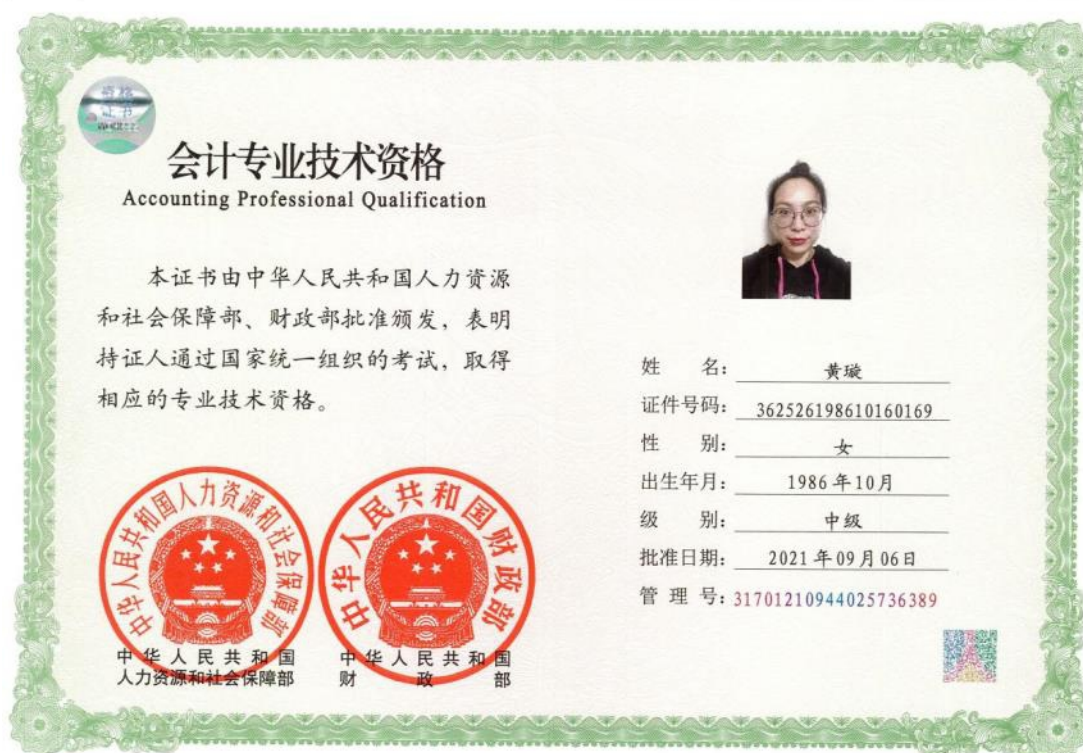 资格
证书
会计专业技术资格
Accounting Professional Qualification
本证书由中华人民共和国人力资源
和社会保障部、财政部批准颁发，表明
持证人通过国家统一组织的考试，取得
相应的专业技术资格。
中华人民共和国人力资源和社会保障部
中华人民共和国
人力资源和社会保障部
中华人民共和国财政部
中华人民共和国
财政部
姓名：黄璇
证件号码：362526198610160169
性别：女
出生年月：1986年10月
级别：中级
批准日期：2021年09月06日
管理号：31701210944025736389